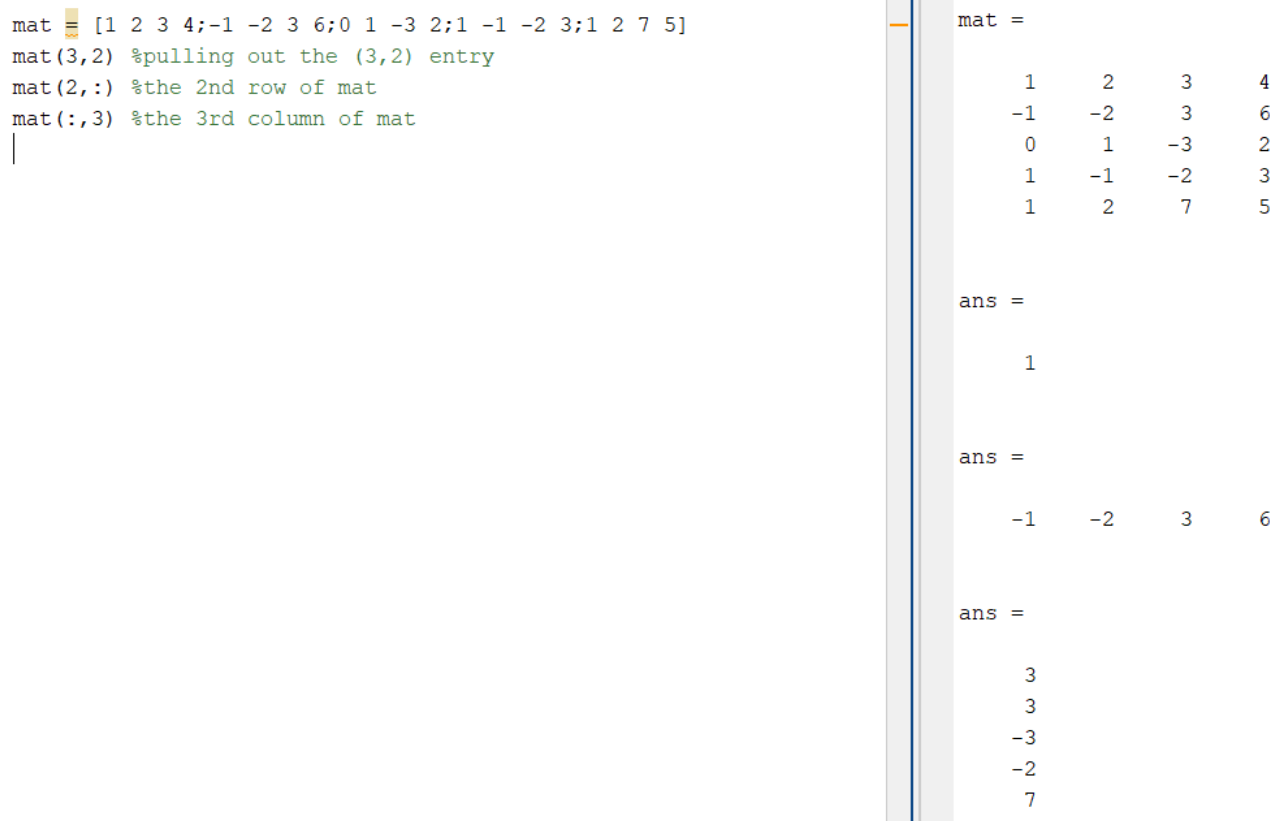 mat = [1 2 3 4;-1 -2 3 6;0 1 -3 2;1 -1 -2 3;1 2 7 5]
mat(3,2) %pulling out the (3,2) entry
mat(2,:) %the 2nd row of mat
mat(:,3) %the 3rd column of mat
mat =
1 2 3 4
-1 -2 3 6
0 1 -3 2
1 -1 -2 3
1 2 7 5
ans =
1
ans =
-1 -2 3 6
ans =
3
3
-3
-2
7